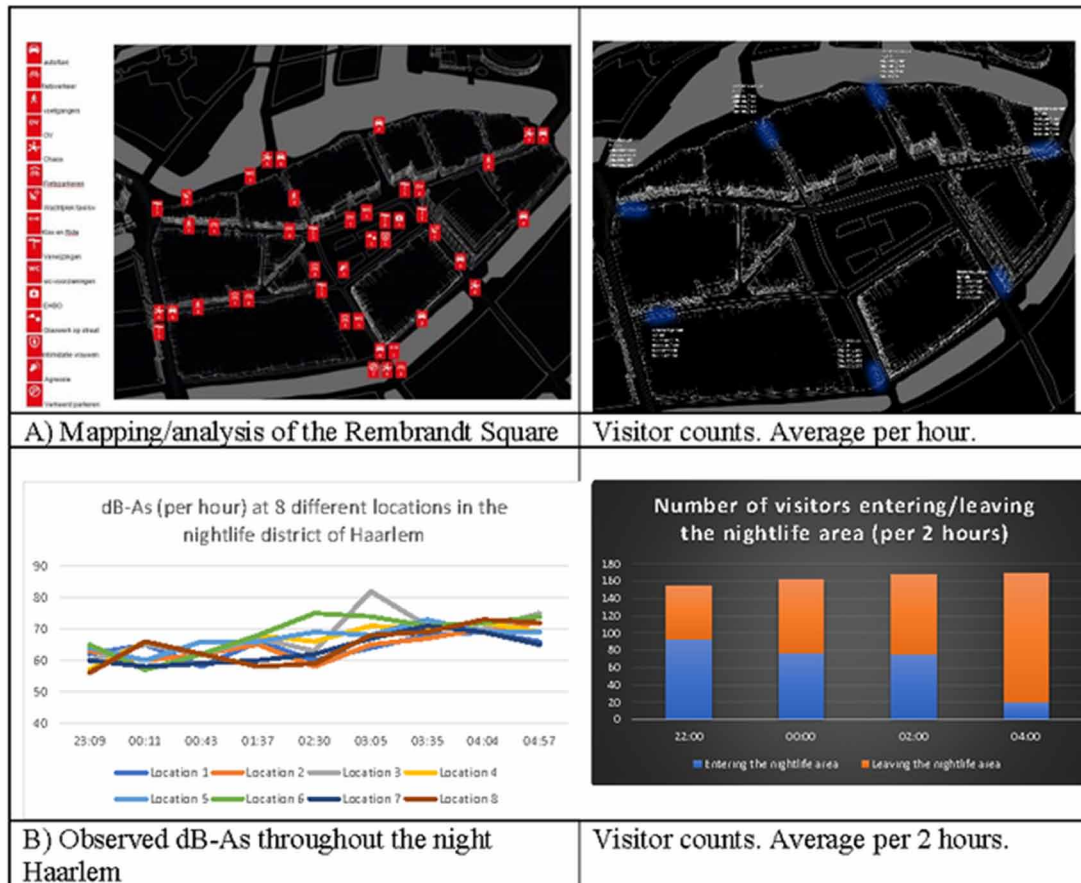 autoflow
voetgangers
OV
OV
Chaos
Fietsparkeren
Kiss en Ride
Verwijzingen
WC
wc-voorzieningen
EHBO
Glaswerk op straat
Intimidatie vrouwen
Agressie
Verkeerd parkeren
A) Mapping/analysis of the Rembrandt Square
Visitor counts. Average per hour.
dB-As (per hour) at 8 different locations in the
nightlife district of Haarlem
90
80
70
60
50
40
23:09 00:11 00:43 01:37 02:30 03:05 03:35 04:04 04:57
Location 1 Location 2 Location 3 Location 4
Location 5 Location 6 Location 7 Location 8
Number of visitors entering/leaving
the nightlife area (per 2 hours)
180
160
140
120
100
80
60
40
20
0
22:00 00:00 02:00 04:00
Entering the nightlife area Leaving the nightlife area
B) Observed dB-As throughout the night
Haarlem
Visitor counts. Average per 2 hours.